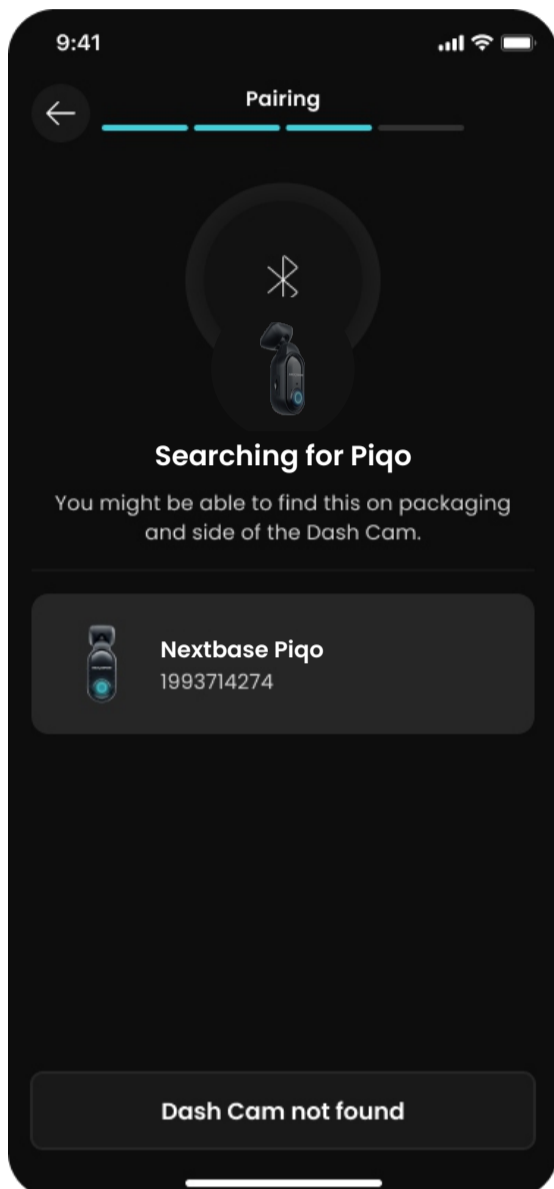 9:41
Pairing
Searching for Piqo
You might be able to find this on packaging
and side of the Dash Cam.
Nextbase Piqo
1993714274
Dash Cam not found